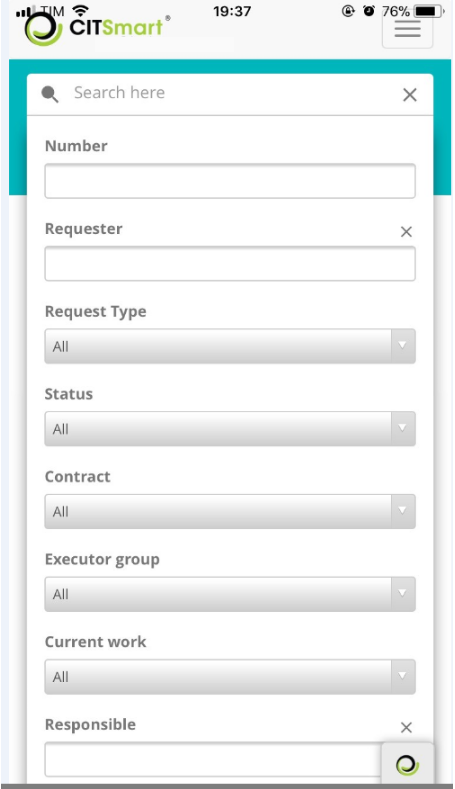 TIM 19:37 76%
CITSmart®
Search here
Number
Requester
Request Type
All
Status
All
Contract
All
Executor group
All
Current work
All
Responsible